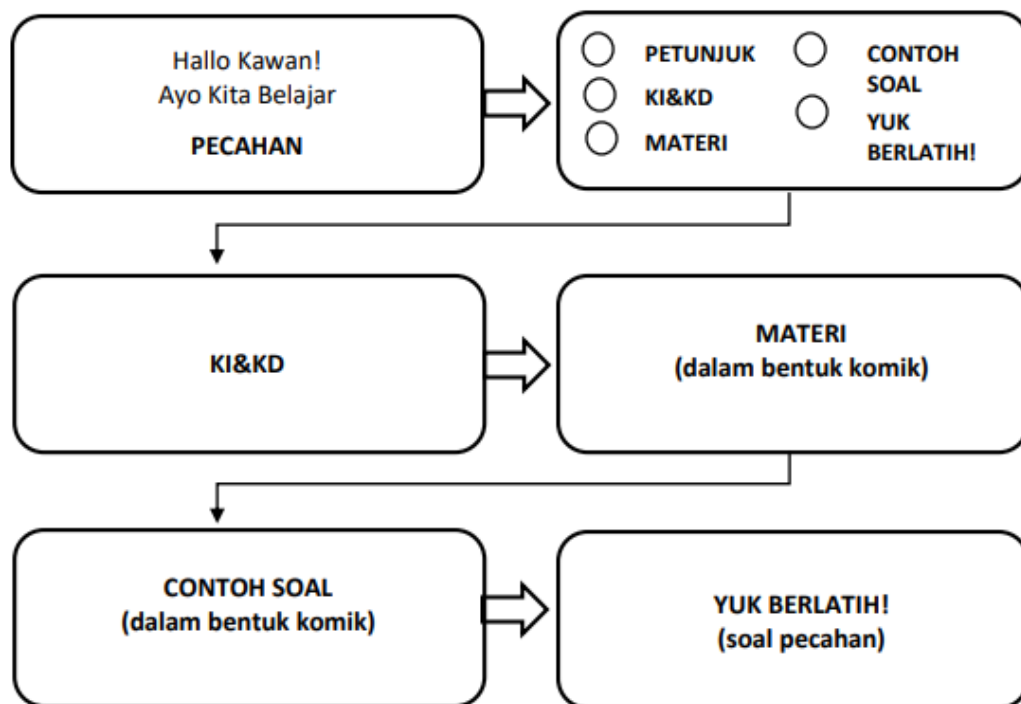 Hallo Kawan!
Ayo Kita Belajar
PECAHAN
PETUNJUK
KI&KD
MATERI
CONTOH
SOAL
YUK
BERLATIH!
KI&KD
MATERI
(dalam bentuk komik)
CONTOH SOAL
(dalam bentuk komik)
YUK BERLATIH!
(soal pecahan)